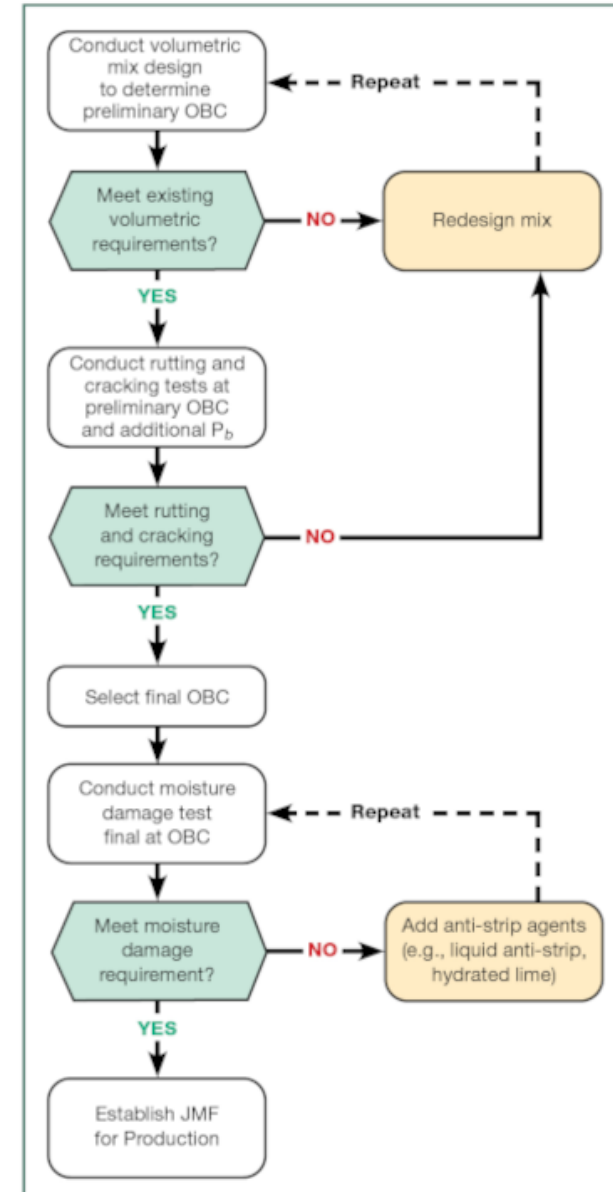 Conduct volumetric
mix design
to determine
preliminary OBC
Repeat
Meet existing
volumetric
requirements?
NO
Redesign mix
YES
Conduct rutting and
cracking tests at
preliminary OBC
and additional Pb
Meet rutting
and cracking
requirements?
NO
YES
Select final OBC
Conduct moisture
damage test
final at OBC
Repeat
Meet moisture
damage
requirement?
NO
Add anti-strip agents
(e.g., liquid anti-strip,
hydrated lime)
YES
Establish JMF
for Production